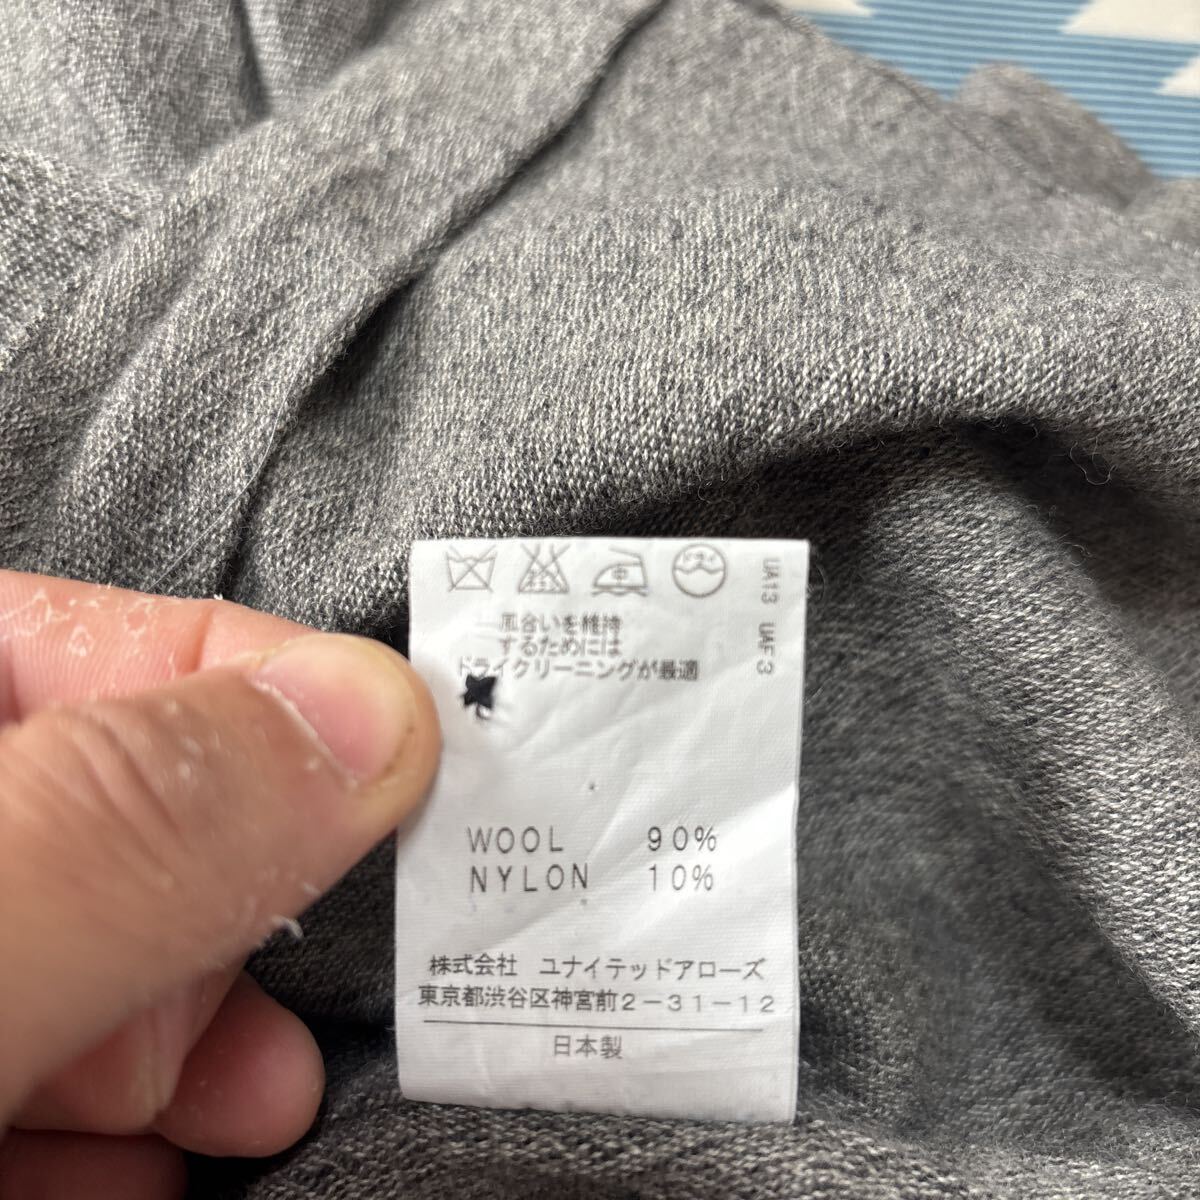 風合いを維持
するためには
ドライクリーニングが最適
WOOL 90%
NYLON 10%
株式会社 ユナイテッドアローズ
東京都渋谷区神宮前2-31-12
日本製
UA13 UAF3